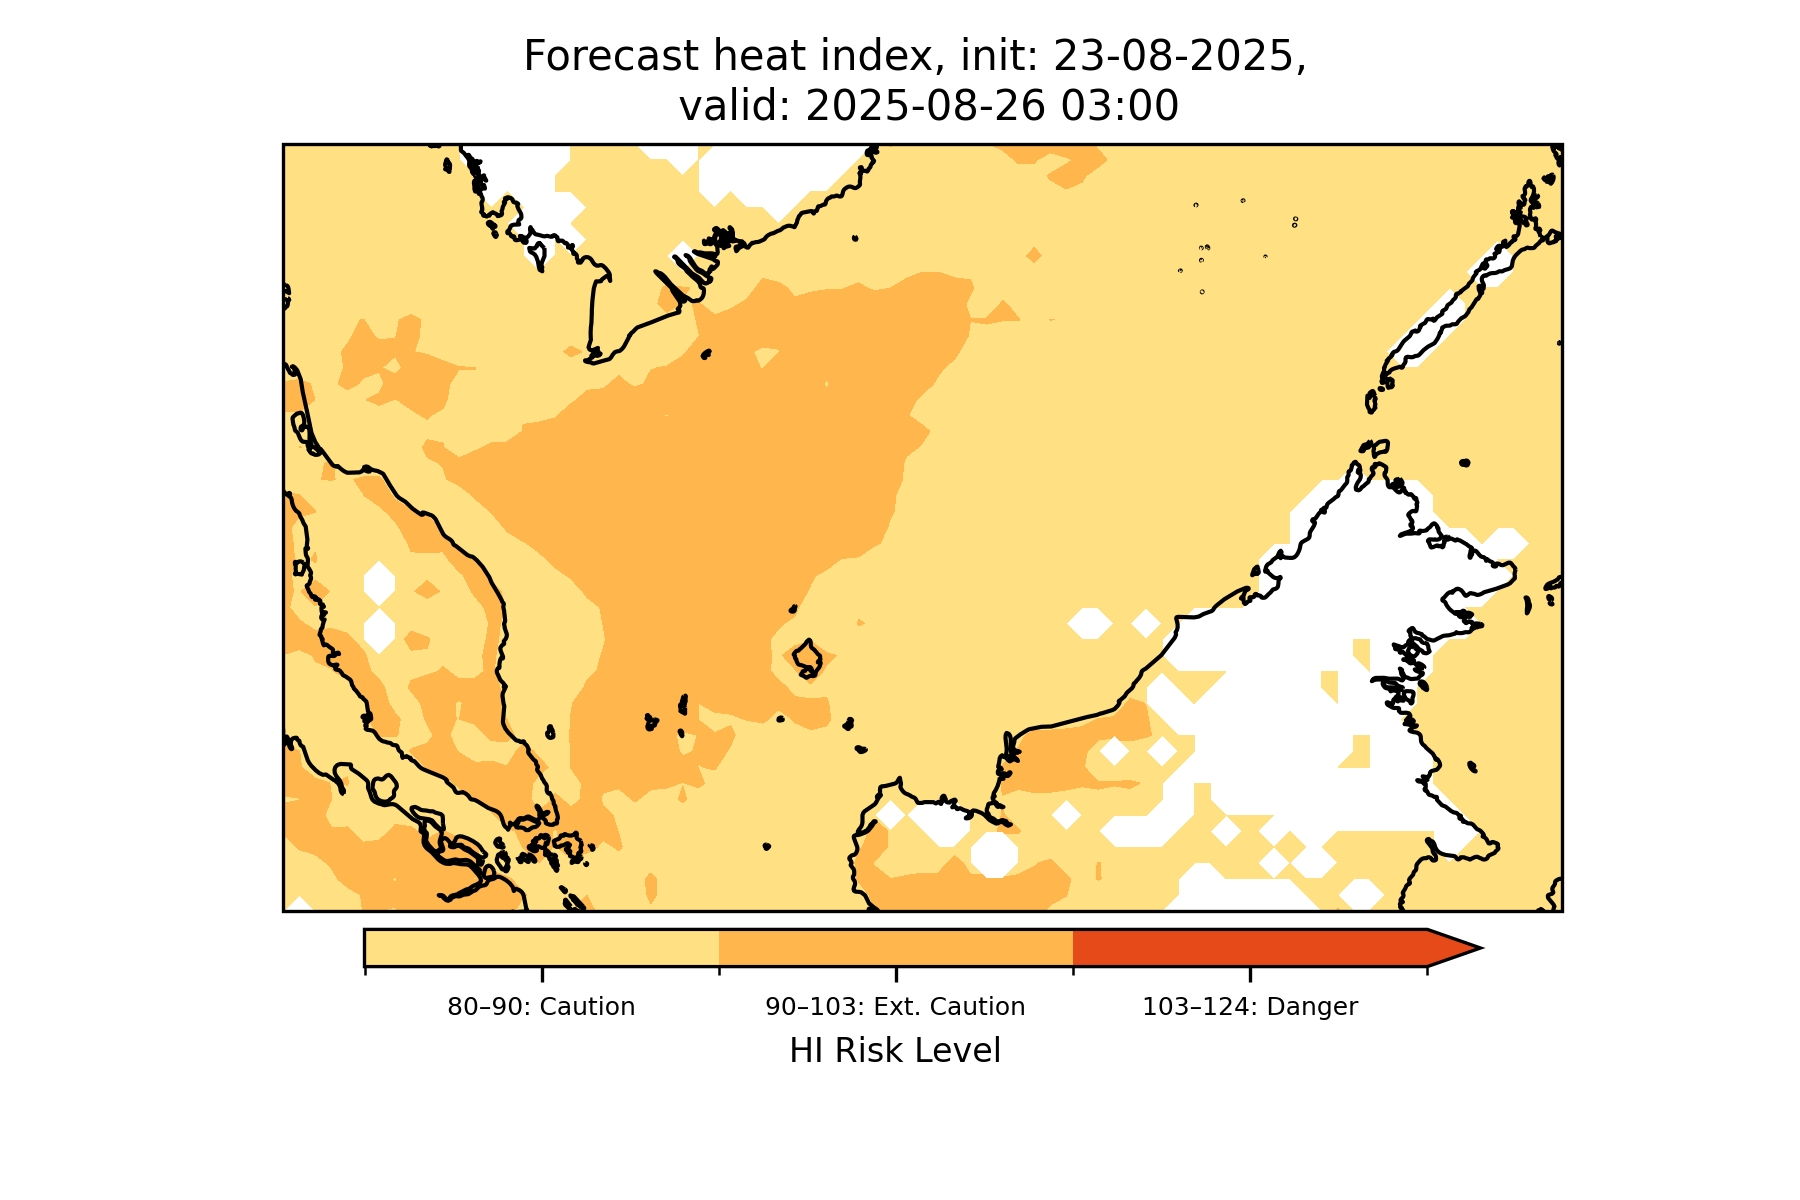 Forecast heat index, init: 23-08-2025,
valid: 2025-08-26 03:00
80–90: Caution
90–103: Ext. Caution
103–124: Danger
HI Risk Level